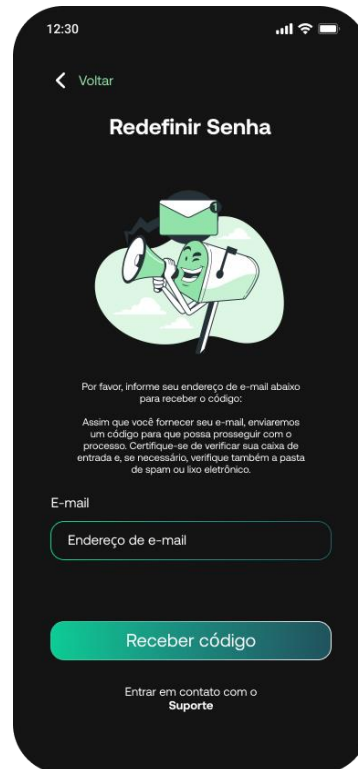 12:30
Voltar
Redefinir Senha
1
Por favor, informe seu endereço de e-mail abaixo
para receber o código:
Assim que você fornecer seu e-mail, enviaremos
um código para que possa prosseguir com o
processo. Certifique-se de verificar sua caixa de
entrada e, se necessário, verifique também a pasta
de spam ou lixo eletrônico.
E-mail
Endereço de e-mail
Receber código
Entrar em contato com o
Suporte